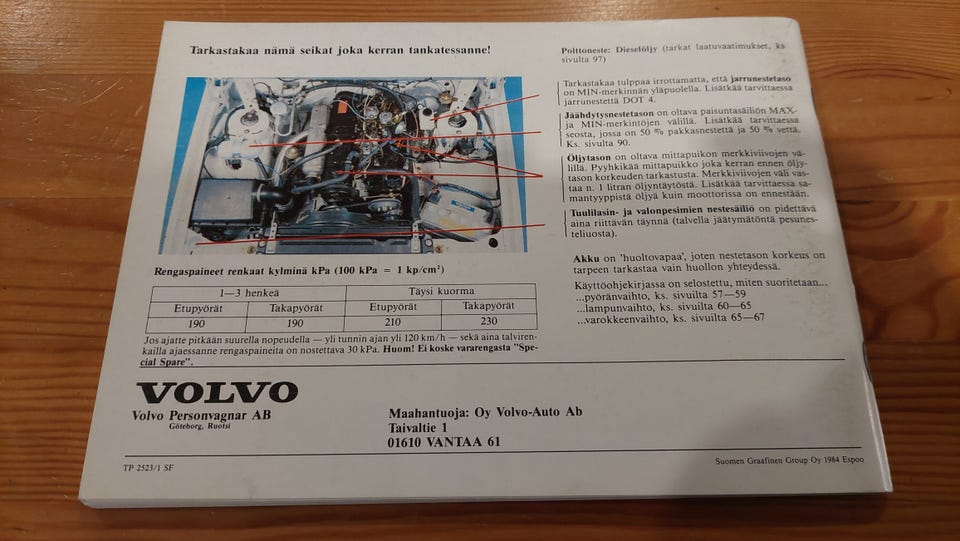 Tarkastakaa nämä seikat joka kerran tankatessanne!
Rengaspaineet renkaat kylminä kPa (100 kPa = 1 kp/cm²)
1—3 henkeä Täysi kuorma
Etupyörät Takapyörät Etupyörät Takapyörät
190 190 210 230
Jos ajatte pitkään suurella nopeudella — yli tunnin ajan yli 120 km/h — sekä aina talviren-
kailla ajaessanne rengaspaineita on nostettava 30 kPa. Huom! Ei koske vararengasta "Spe-
cial Spare".
Polttoneste: Dieselöljy (tarkat laatuvaatimukset, ks
sivulta 97)
Tarkastakaa tulppaa irrottamatta, että jarrunestetaso
on MIN-merkinnän yläpuolella. Lisätkää tarvittaessa
jarrunestettä DOT 4.
Jäähdytysnestetason on oltava paisuntasäiliön MAX-
ja MIN-merkintöjen välillä. Lisätkää tarvittaessa
seosta, jossa on 50 % pakkasnestettä ja 50 % vettä.
Ks. sivulta 90.
Öljytason on oltava mittapuikon merkkiviivojen vä-
lillä. Pyyhkikää mittapuikko joka kerran ennen öljy-
tason korkeuden tarkastusta. Merkkiviivojen väli vas-
taa n. 1 litran öljyntäytöstä. Lisätkää tarvittaessa sa-
mantyyppistä öljyä kuin moottorissa on ennestään.
Tuulilasin- ja valonpesimien nestesäiliö on pidettävä
aina riittävän täynnä (talvella jäätymätöntä pesunes-
teliuosta).
Akku on 'huoltovapaa', joten nestetason korkeus on
tarpeen tarkastaa vain huollon yhteydessä.
Käyttöohjekirjassa on selostettu, miten suoritetaan...
...pyöränvaihto, ks. sivuilta 57—59
...lampunvaihto, ks. sivuilta 60—65
...varokkeenvaihto, ks. sivuilta 65—67
VOLVO
Volvo Personvagnar AB
Göteborg, Ruotsi
Maahantuoja: Oy Volvo-Auto Ab
Taivaltie 1
01610 VANTAA 61
TP 2523/1 SF
Suomen Graafinen Group Oy 1984 Espoo